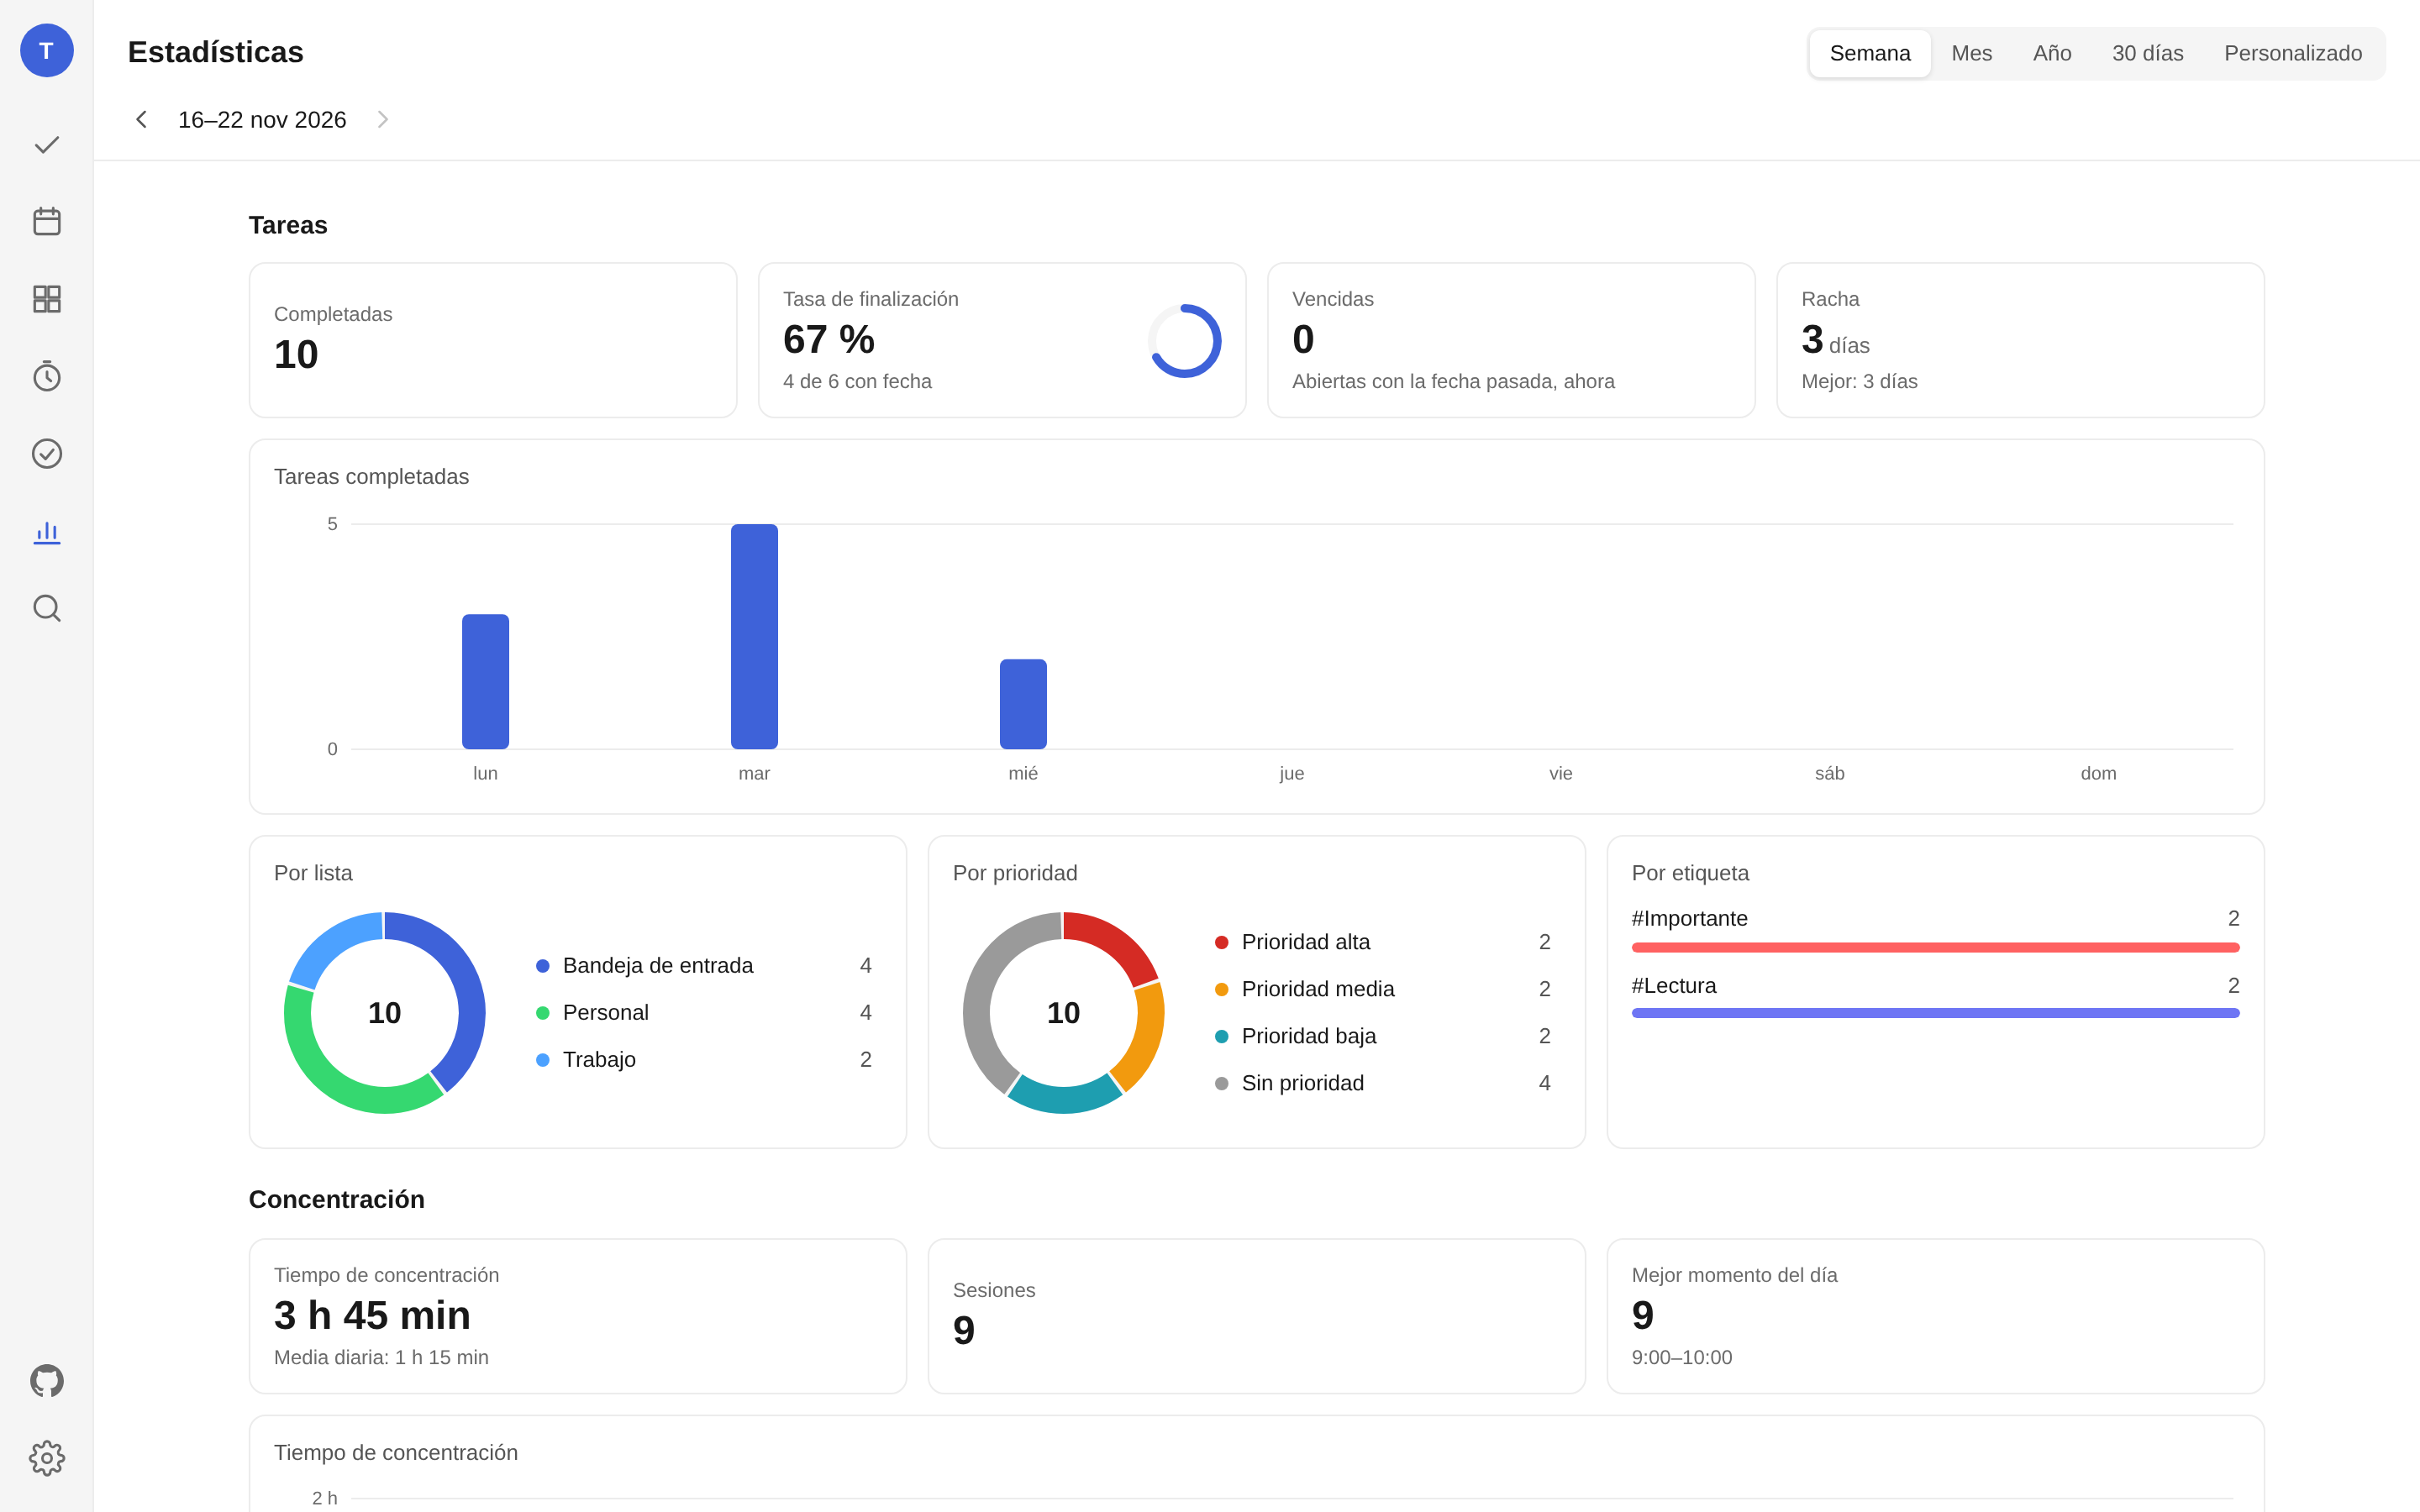 T
Estadísticas
Semana Mes Año 30 días Personalizado
16–22 nov 2026
Tareas
Completadas
10
Tasa de finalización
67 %
4 de 6 con fecha
Vencidas
0
Abiertas con la fecha pasada, ahora
Racha
3 días
Mejor: 3 días
Tareas completadas
5
0
lun mar mié jue vie sáb dom
Por lista
10
Bandeja de entrada 4
Personal 4
Trabajo 2
Por prioridad
10
Prioridad alta 2
Prioridad media 2
Prioridad baja 2
Sin prioridad 4
Por etiqueta
#Importante 2
#Lectura 2
Concentración
Tiempo de concentración
3 h 45 min
Media diaria: 1 h 15 min
Sesiones
9
Mejor momento del día
9
9:00–10:00
Tiempo de concentración
2 h